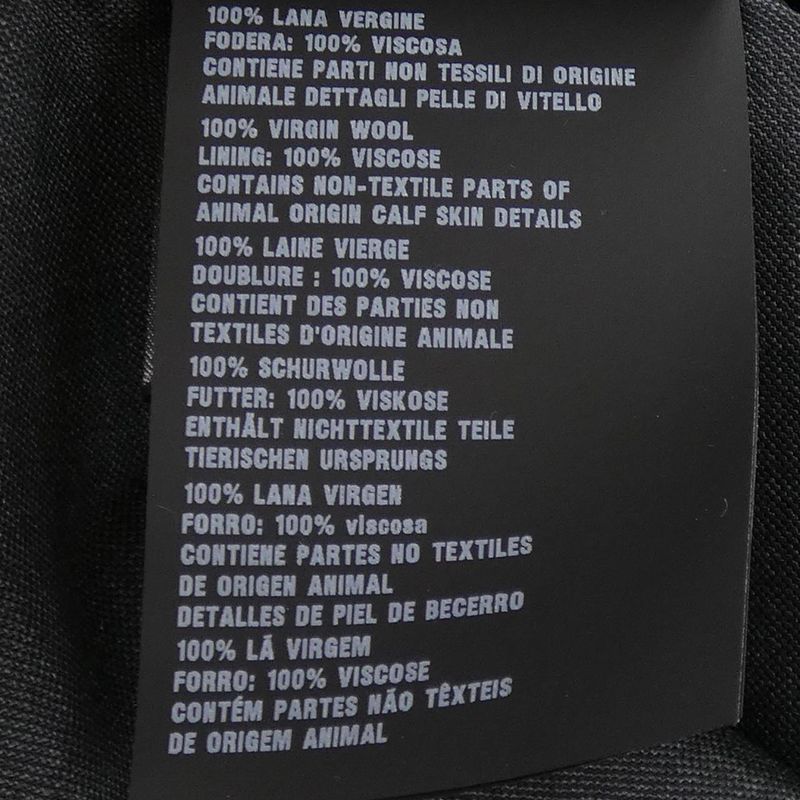 100% LANA VERGINE
FODERA: 100% VISCOSA
CONTIENE PARTI NON TESSILI DI ORIGINE
ANIMALE DETTAGLI PELLE DI VITELLO
100% VIRGIN WOOL
LINING: 100% VISCOSE
CONTAINS NON-TEXTILE PARTS OF
ANIMAL ORIGIN CALF SKIN DETAILS
100% LAINE VIERGE
DOUBLURE : 100% VISCOSE
CONTIENT DES PARTIES NON
TEXTILES D'ORIGINE ANIMALE
100% SCHURWOLLE
FUTTER: 100% VISKOSE
ENTHÄLT NICHTTEXTILE TEILE
TIERISCHEN URSPRUNGS
100% LANA VIRGEN
FORRO: 100% viscosa
CONTIENE PARTES NO TEXTILES
DE ORIGEN ANIMAL
DETALLES DE PIEL DE BECERRO
100% LÃ VIRGEM
FORRO: 100% VISCOSE
CONTÉM PARTES NÃO TÊXTEIS
DE ORIGEM ANIMAL